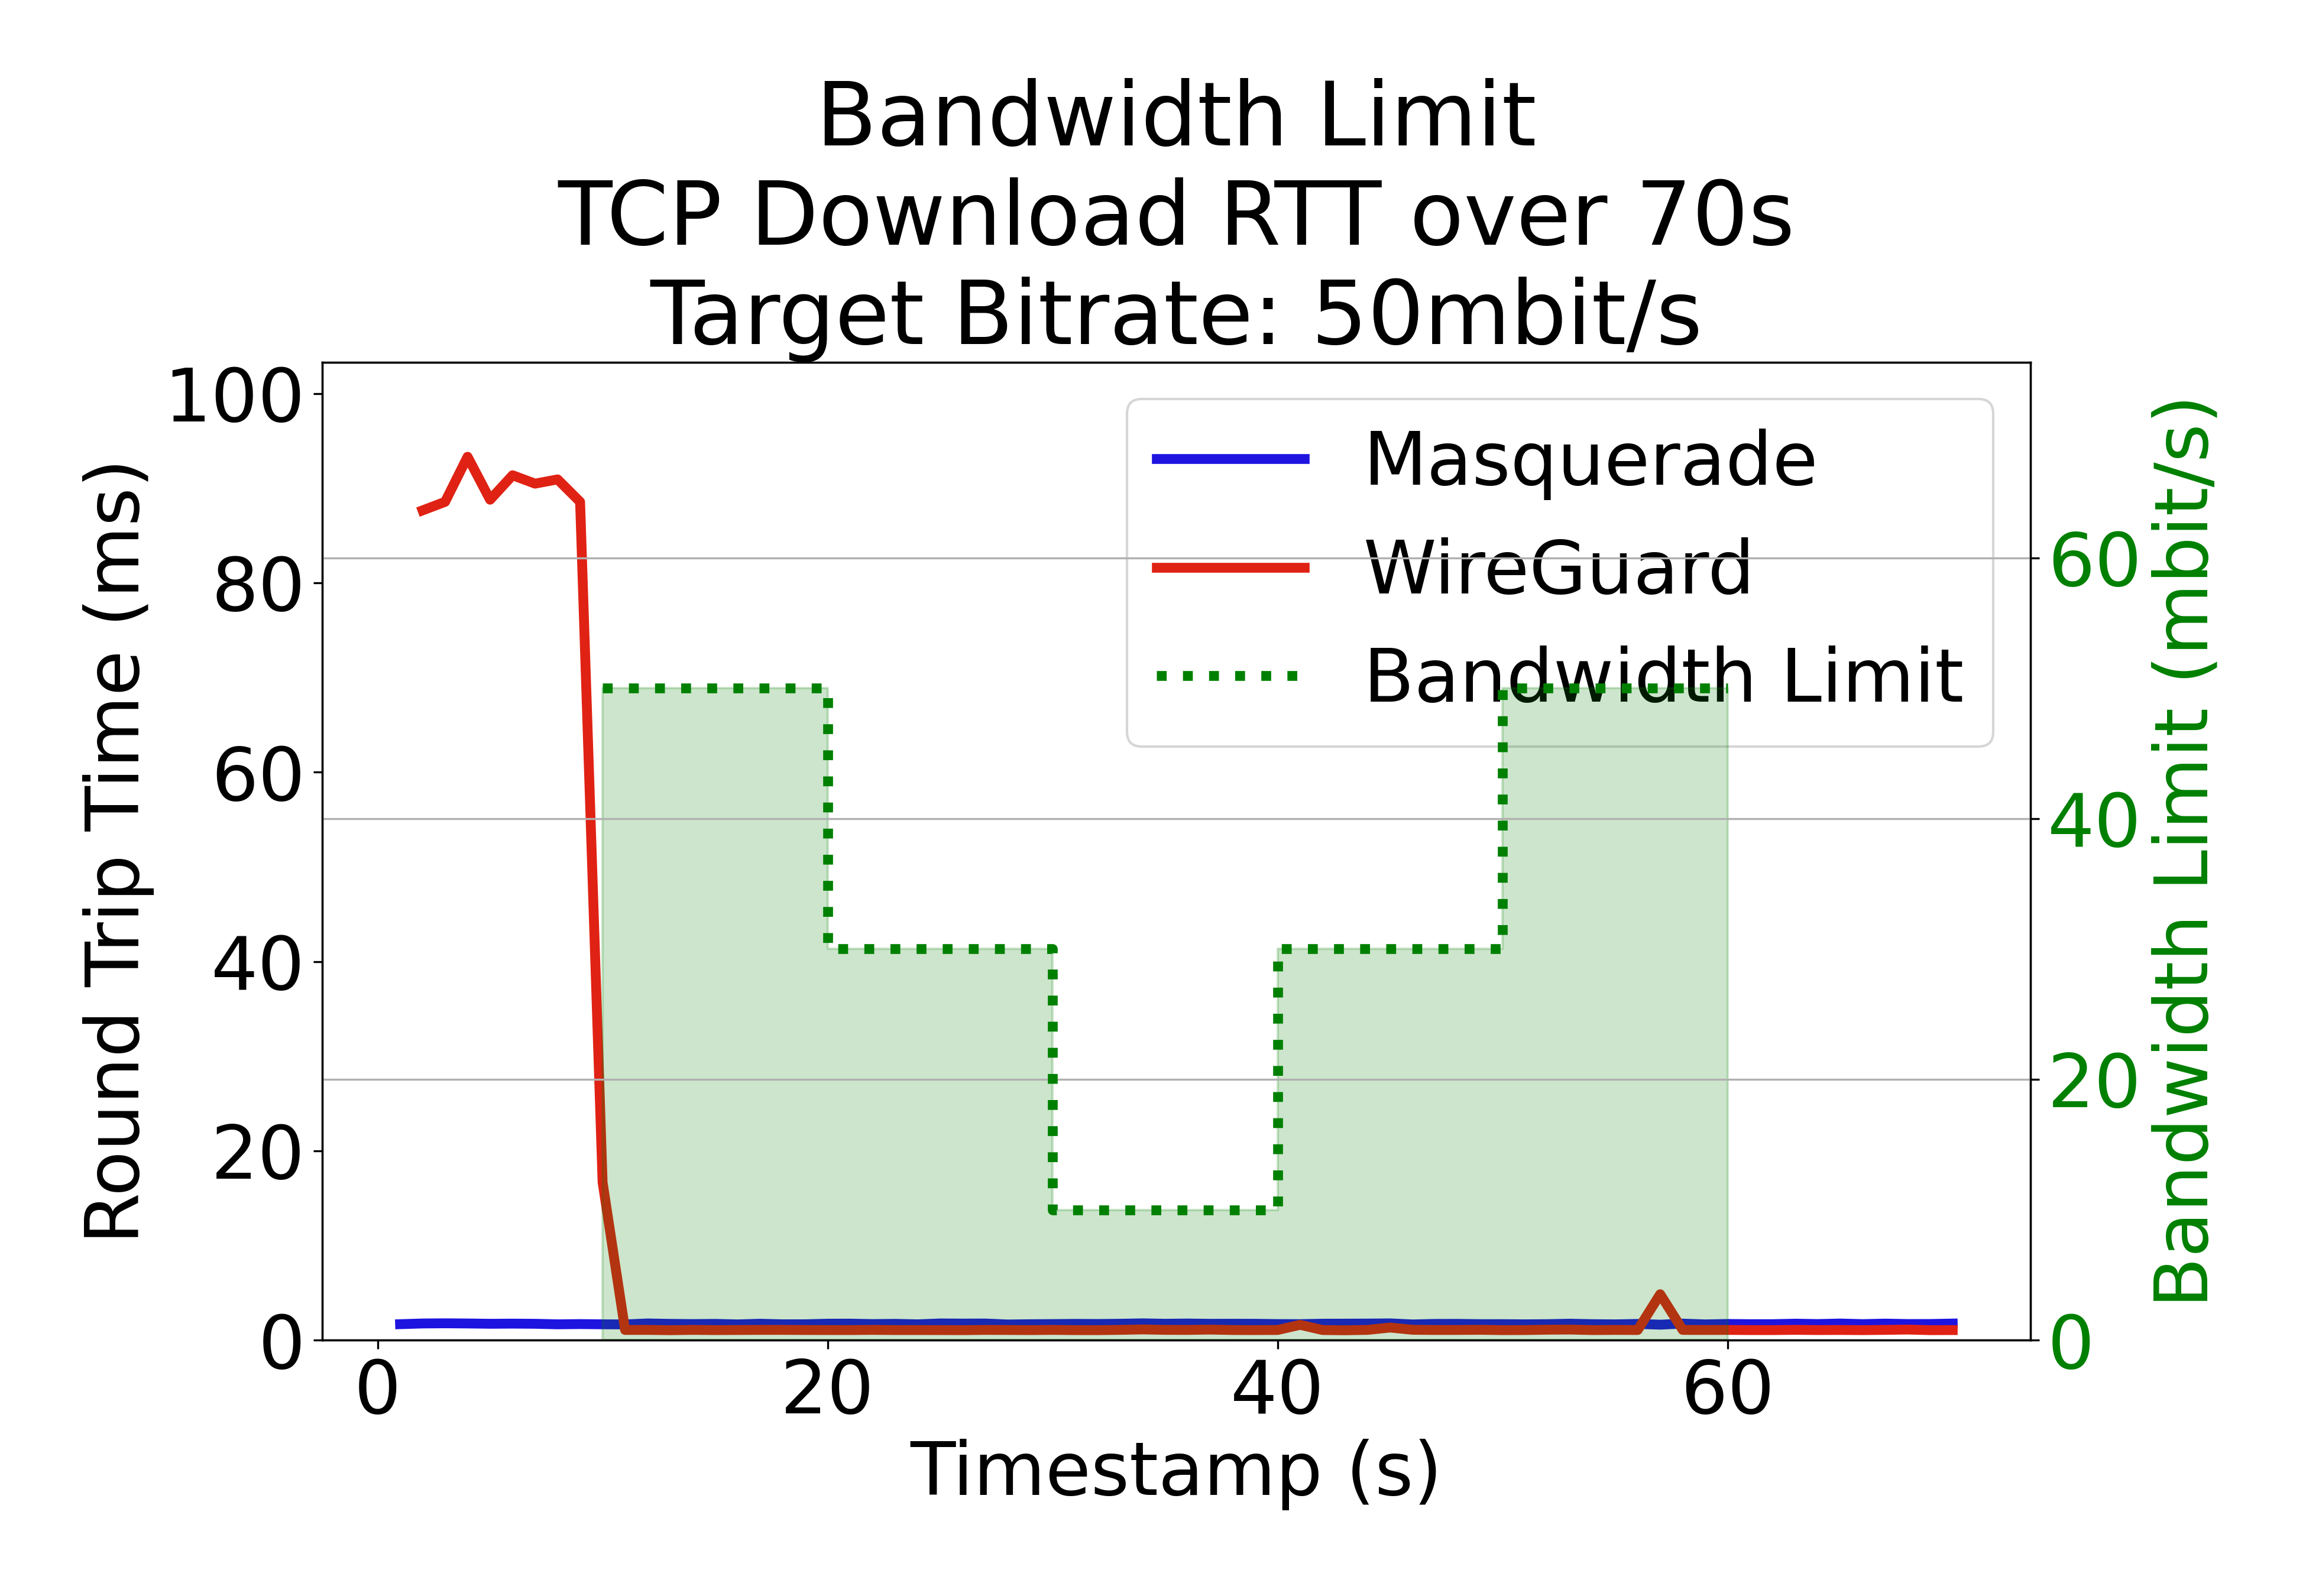 Bandwidth Limit
TCP Download RTT over 70s
Target Bitrate: 50mbit/s
100
80
60
40
20
0
Round Trip Time (ms)
Masquerade
WireGuard
Bandwidth Limit
60
40
20
0
Bandwidth Limit (mbit/s)
0 20 40 60
Timestamp (s)